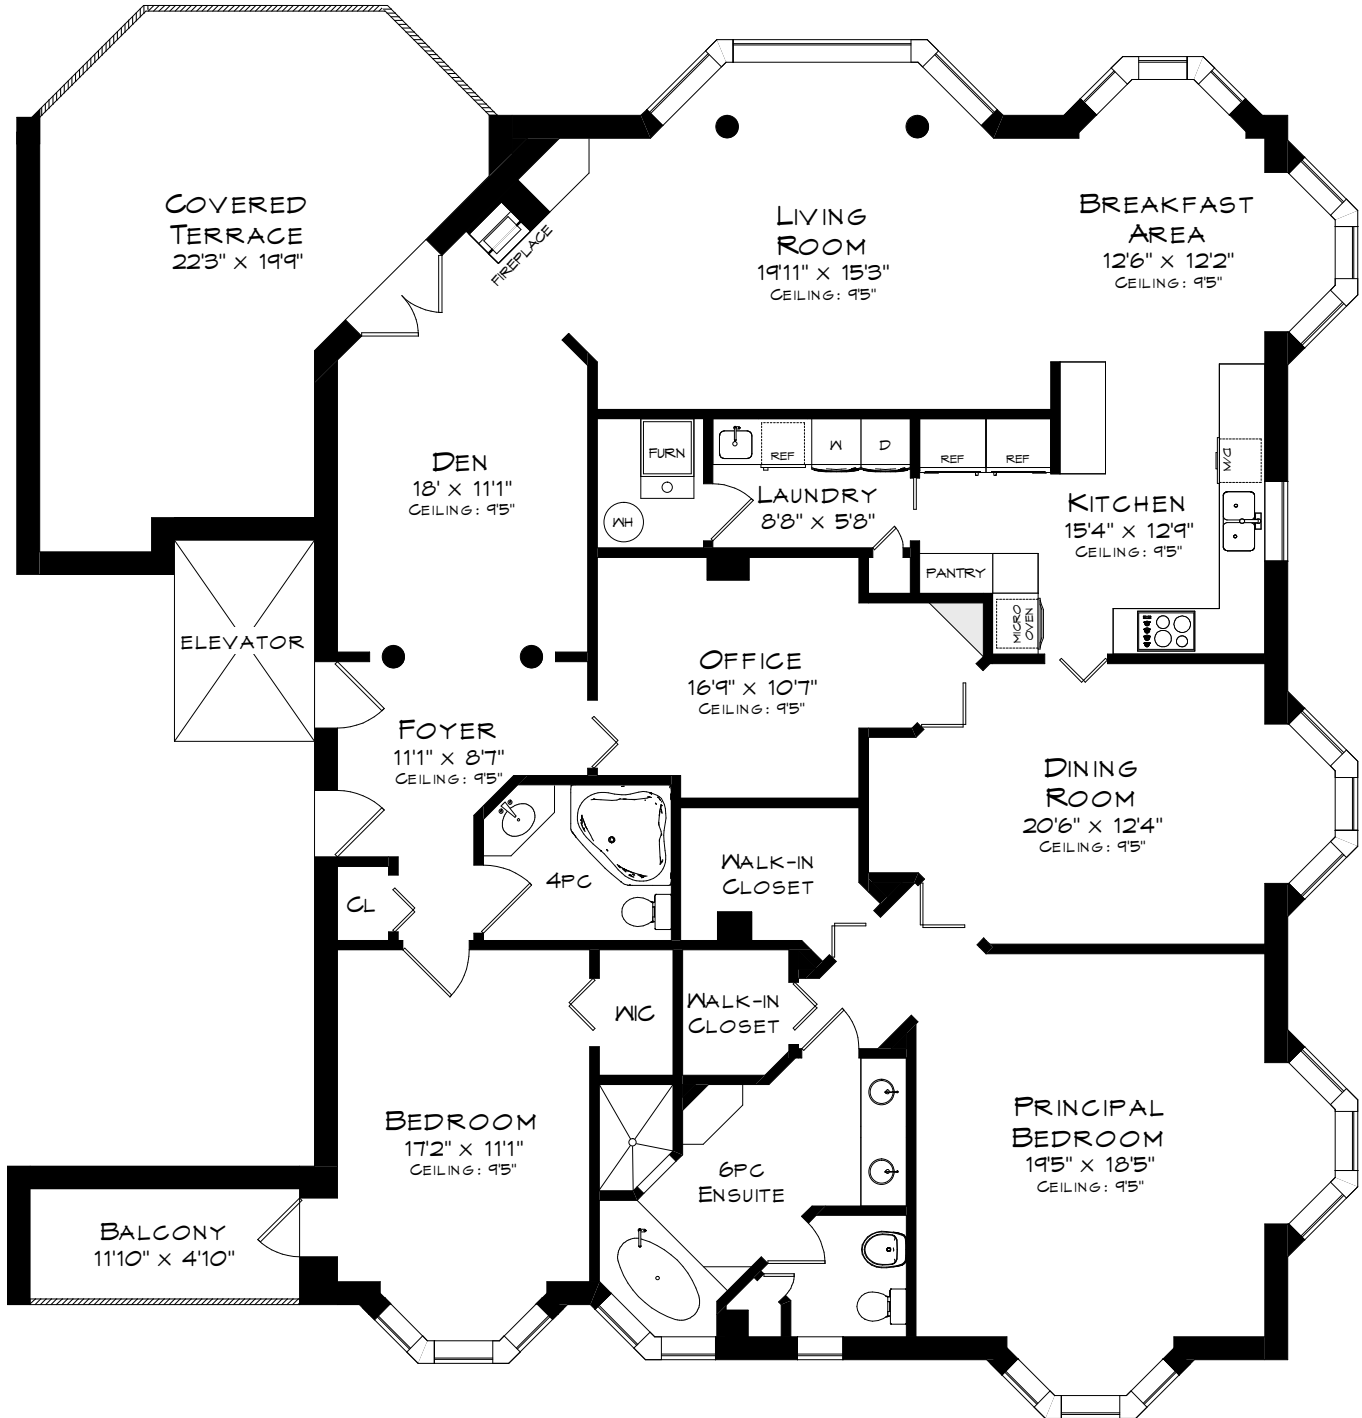 COVERED
TERRACE
22'3" x 19'9"
FIREPLACE
LIVING
ROOM
19'11" x 15'3"
CEILING: 9'5"
BREAKFAST
AREA
12'6" x 12'2"
CEILING: 9'5"
DEN
18' x 11'1"
CEILING: 9'5"
FURN
WH
REF
W
D
LAUNDRY
8'8" x 5'8"
REF
REF
KITCHEN
15'4" x 12'9"
CEILING: 9'5"
D/W
PANTRY
MICRO
OVEN
ELEVATOR
OFFICE
16'9" x 10'7"
CEILING: 9'5"
FOYER
11'1" x 8'7"
CEILING: 9'5"
DINING
ROOM
20'6" x 12'4"
CEILING: 9'5"
4PC
WALK-IN
CLOSET
CL
WIC
WALK-IN
CLOSET
BEDROOM
17'2" x 11'1"
CEILING: 9'5"
PRINCIPAL
BEDROOM
19'5" x 18'5"
CEILING: 9'5"
6PC
ENSUITE
BALCONY
11'10" x 4'10"